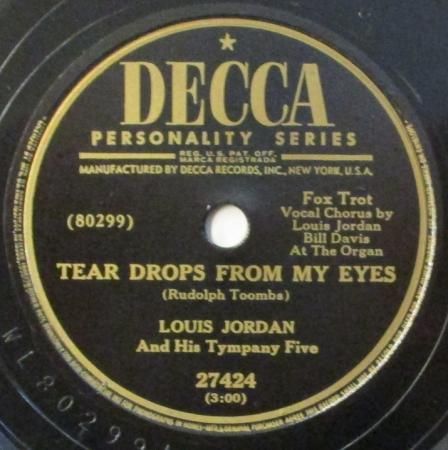 DECCA
PERSONALITY SERIES
REG. U.S. PAT. OFF.
MARCA REGISTRADA
MANUFACTURED BY DECCA RECORDS, INC., NEW YORK, U.S.A.
(80299)
Fox Trot
Vocal Chorus by
Louis Jordan
Bill Davis
At The Organ
TEAR DROPS FROM MY EYES
(Rudolph Toombs)
LOUIS JORDAN
And His Tympany Five
27424
(3:00)